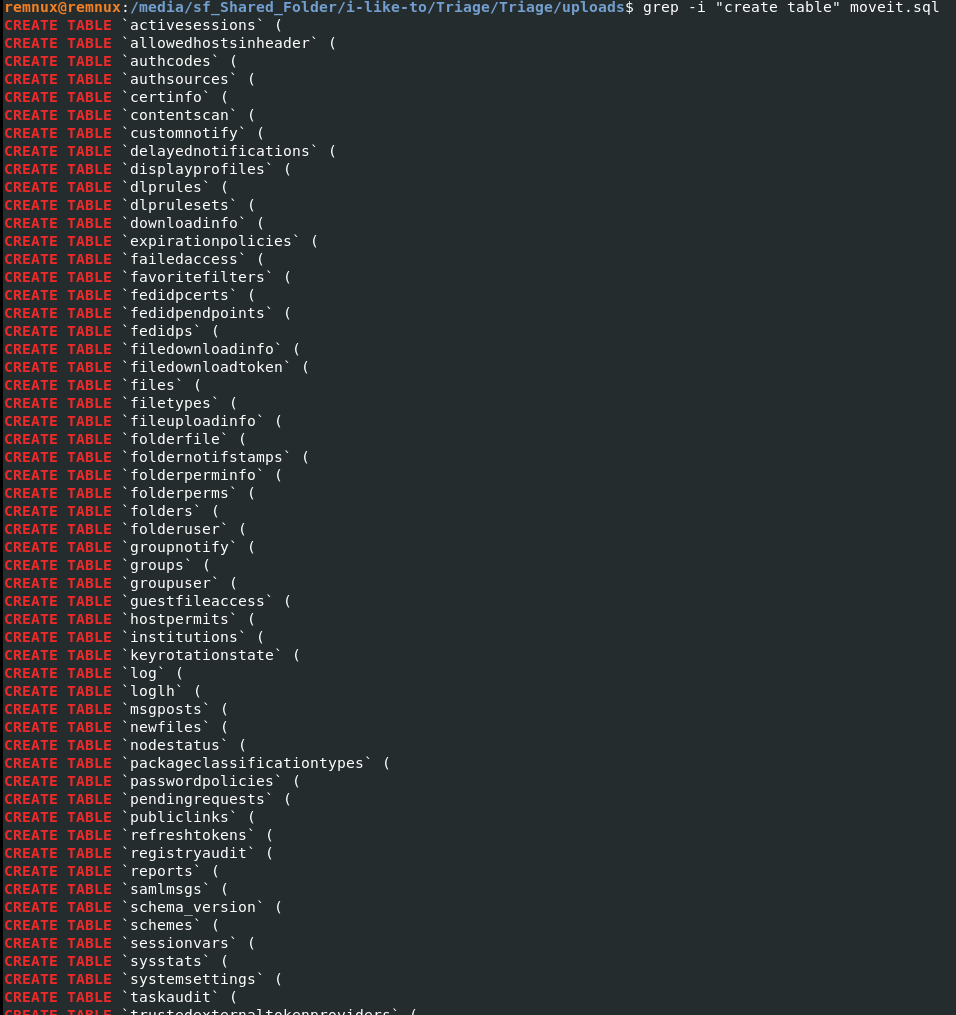 remnux@remnux:/media/sf_Shared_Folder/i-like-to/Triage/Triage/uploads$ grep -i "create table" moveit.sql
CREATE TABLE `activesessions` (
CREATE TABLE `allowedhostsinheader` (
CREATE TABLE `authcodes` (
CREATE TABLE `authsources` (
CREATE TABLE `certinfo` (
CREATE TABLE `contentscan` (
CREATE TABLE `customnotify` (
CREATE TABLE `delayednotifications` (
CREATE TABLE `displayprofiles` (
CREATE TABLE `dlprules` (
CREATE TABLE `dlprulesets` (
CREATE TABLE `downloadinfo` (
CREATE TABLE `expirationpolicies` (
CREATE TABLE `failedaccess` (
CREATE TABLE `favoritefilters` (
CREATE TABLE `fedidpcerts` (
CREATE TABLE `fedidpendpoints` (
CREATE TABLE `fedidps` (
CREATE TABLE `filedownloadinfo` (
CREATE TABLE `filedownloadtoken` (
CREATE TABLE `files` (
CREATE TABLE `filetypes` (
CREATE TABLE `fileuploadinfo` (
CREATE TABLE `folderfile` (
CREATE TABLE `foldernotifstamps` (
CREATE TABLE `folderperminfo` (
CREATE TABLE `folderperms` (
CREATE TABLE `folders` (
CREATE TABLE `folderuser` (
CREATE TABLE `groupnotify` (
CREATE TABLE `groups` (
CREATE TABLE `groupuser` (
CREATE TABLE `guestfileaccess` (
CREATE TABLE `hostpermits` (
CREATE TABLE `institutions` (
CREATE TABLE `keyrotationstate` (
CREATE TABLE `log` (
CREATE TABLE `loglh` (
CREATE TABLE `msgposts` (
CREATE TABLE `newfiles` (
CREATE TABLE `nodestatus` (
CREATE TABLE `packageclassificationtypes` (
CREATE TABLE `passwordpolicies` (
CREATE TABLE `pendingrequests` (
CREATE TABLE `publiclinks` (
CREATE TABLE `refreshtokens` (
CREATE TABLE `registryaudit` (
CREATE TABLE `reports` (
CREATE TABLE `samlmsgs` (
CREATE TABLE `schema_version` (
CREATE TABLE `schemes` (
CREATE TABLE `sessionvars` (
CREATE TABLE `sysstats` (
CREATE TABLE `systemsettings` (
CREATE TABLE `taskaudit` (
CREATE TABLE `trustedexternaltokenproviders` (